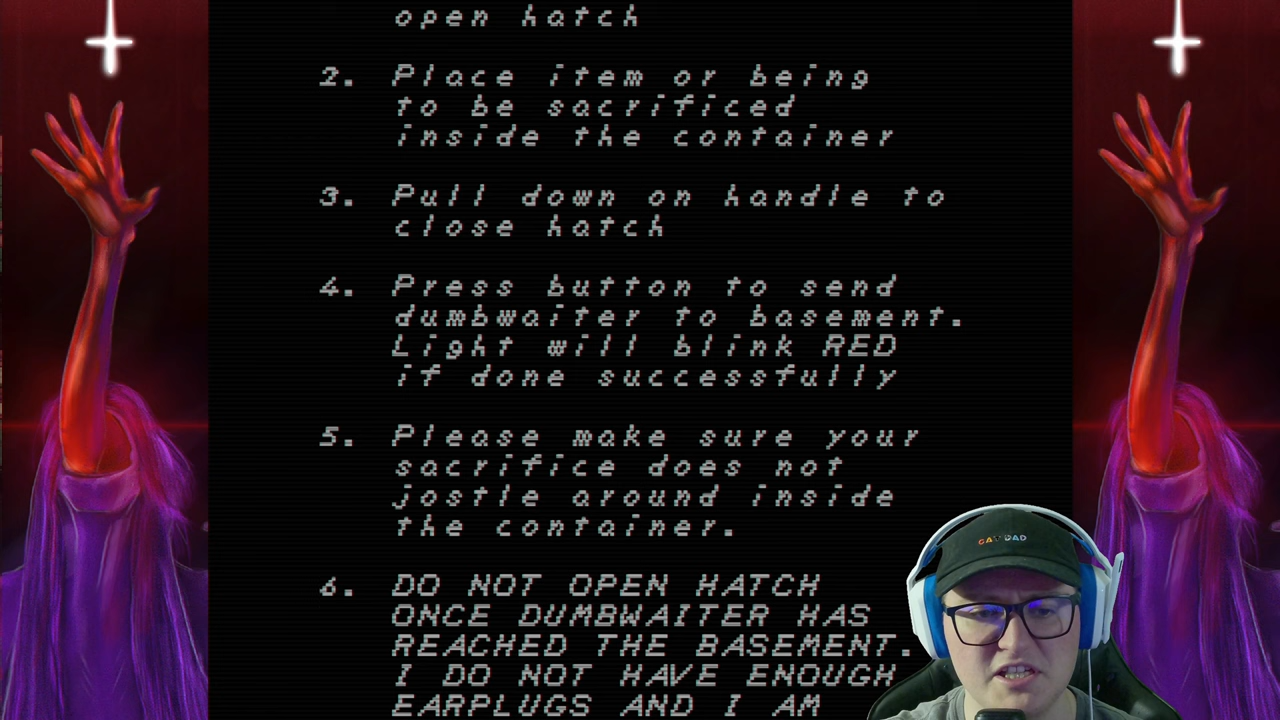 open hatch
2. Place item or being
to be sacrificed
inside the container
3. Pull down on handle to
close hatch
4. Press button to send
dumbwaiter to basement.
Light will blink RED
if done successfully
5. Please make sure your
sacrifice does not
jostle around inside
the container.
6. DO NOT OPEN HATCH
ONCE DUMBWAITER HAS
REACHED THE BASEMENT.
I DO NOT HAVE ENOUGH
EARPLUGS AND I AM
CAT DAD